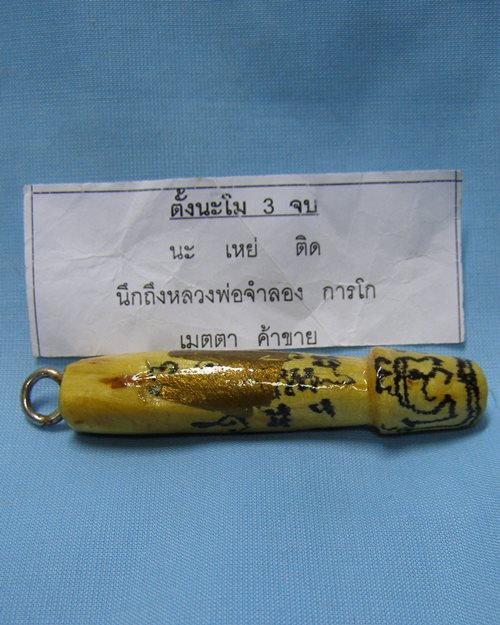 ตั้งนะโม 3 จบ
นะ เหย่ ติด
นึกถึงหลวงพ่อจำลอง การโก
เมตตา ค้าขาย